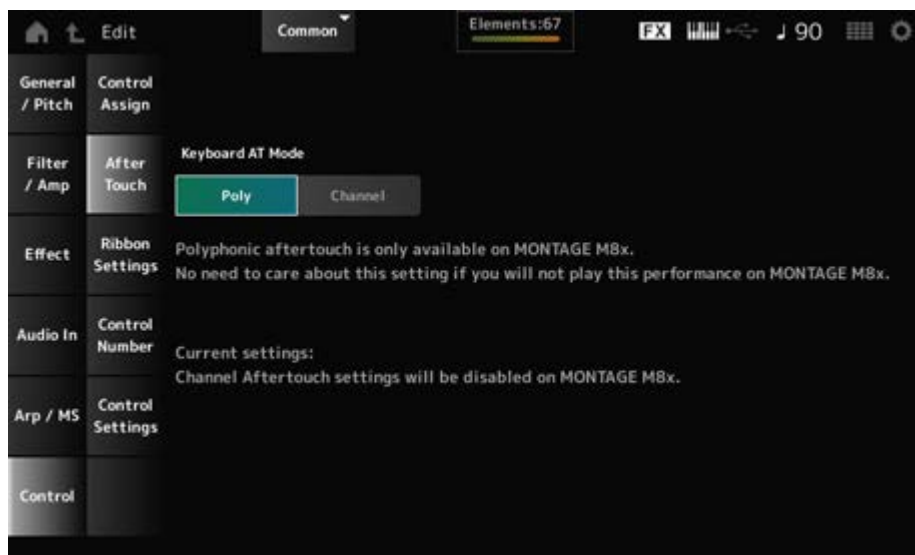 Edit
Common
Elements:67
FX
♩ 90
General
/ Pitch
Control
Assign
Filter
/ Amp
After
Touch
Keyboard AT Mode
Poly
Channel
Effect
Ribbon
Settings
Polyphonic aftertouch is only available on MONTAGE M8x.
No need to care about this setting if you will not play this performance on MONTAGE M8x.
Audio In
Control
Number
Current settings:
Channel Aftertouch settings will be disabled on MONTAGE M8x.
Arp / MS
Control
Settings
Control